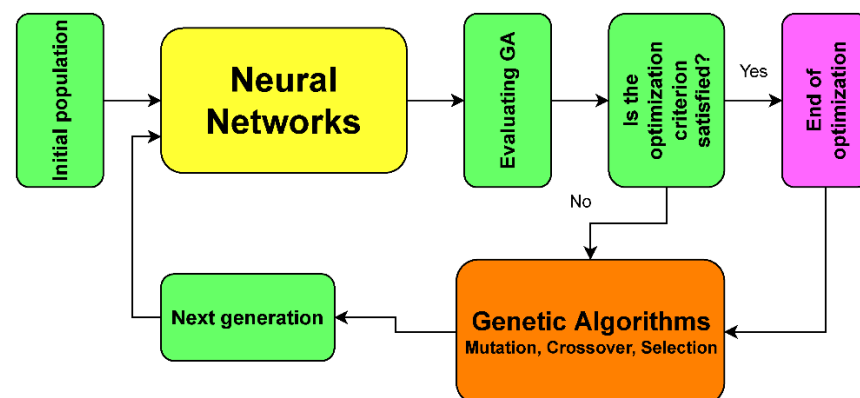 Initial population
Neural
Networks
Evaluating GA
Is the
optimization
criterion
satisfied?
Yes
End of
optimization
No
Next generation
Genetic Algorithms
Mutation, Crossover, Selection